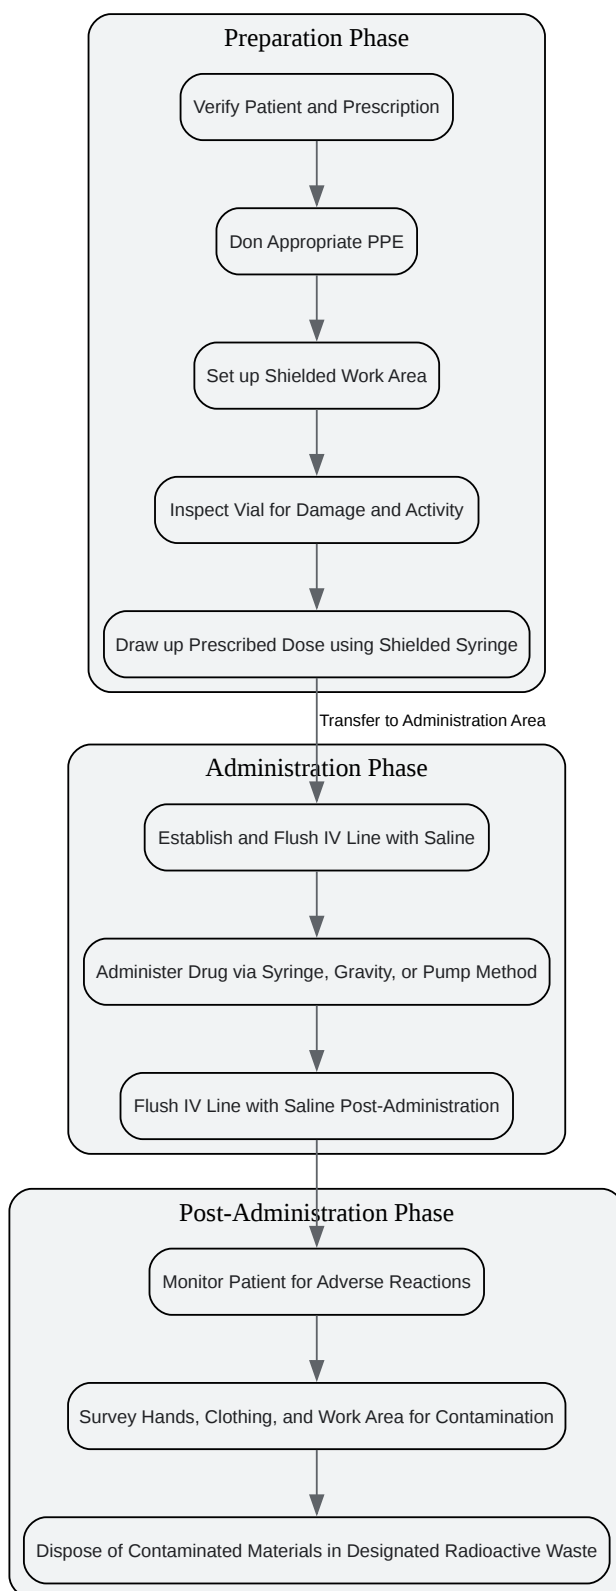 Preparation Phase
Verify Patient and Prescription
Don Appropriate PPE
Set up Shielded Work Area
Inspect Vial for Damage and Activity
Draw up Prescribed Dose using Shielded Syringe
Transfer to Administration Area
Administration Phase
Establish and Flush IV Line with Saline
Administer Drug via Syringe, Gravity, or Pump Method
Flush IV Line with Saline Post-Administration
Post-Administration Phase
Monitor Patient for Adverse Reactions
Survey Hands, Clothing, and Work Area for Contamination
Dispose of Contaminated Materials in Designated Radioactive Waste